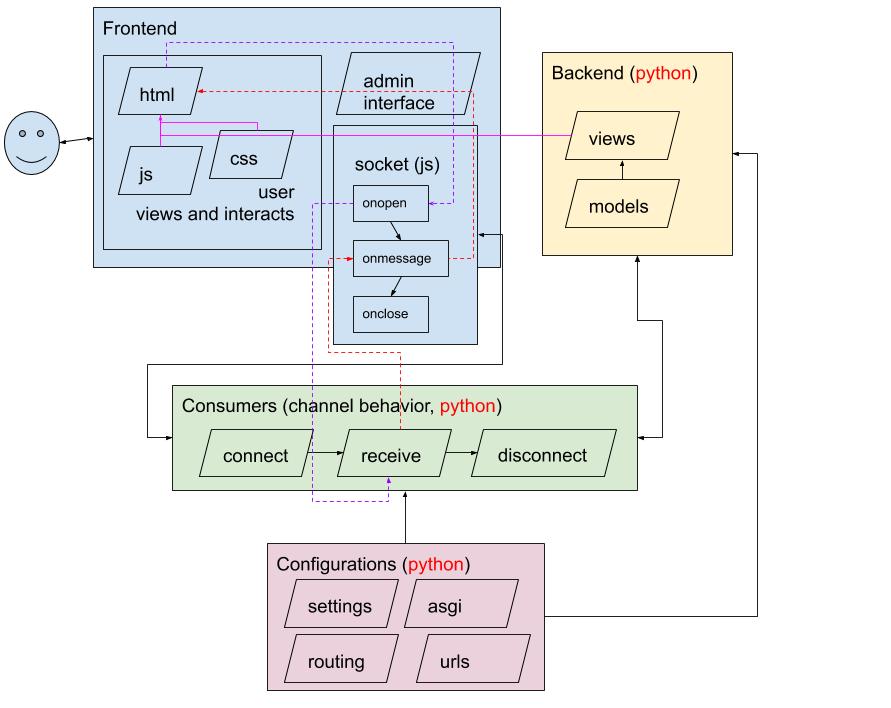 Frontend
html
admin
interface
js
css
user
views and interacts
socket (js)
onopen
onmessage
onclose
Backend (python)
views
models
Consumers (channel behavior, python)
connect
receive
disconnect
Configurations (python)
settings
asgi
routing
urls